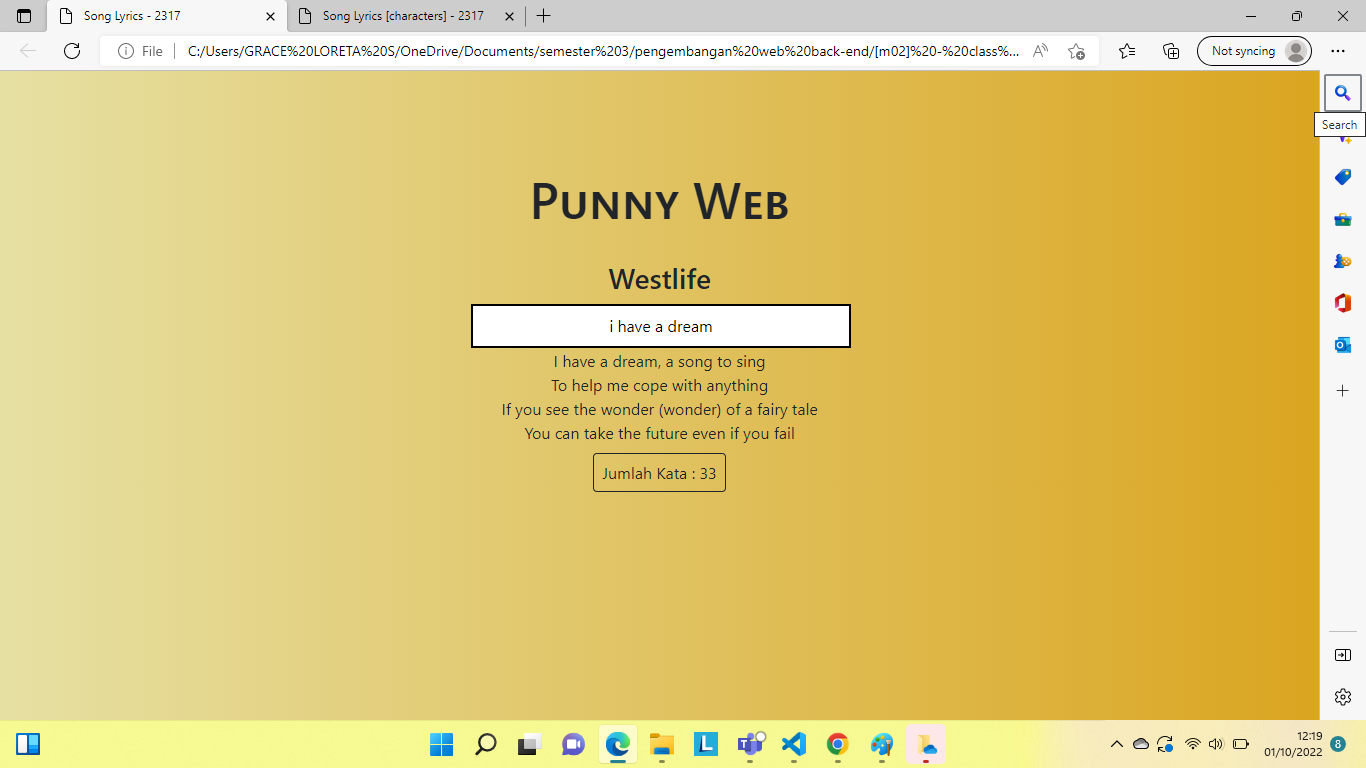 Song Lyrics - 2317
Song Lyrics [characters] - 2317
File
C:/Users/GRACE%20LORETA%20S/OneDrive/Documents/semester%203/pengembangan%20web%20back-end/[m02]%20-%20class%...
Not syncing
Search
Punny Web
Westlife
i have a dream
I have a dream, a song to sing
To help me cope with anything
If you see the wonder (wonder) of a fairy tale
You can take the future even if you fail
Jumlah Kata : 33
12:19
01/10/2022
8